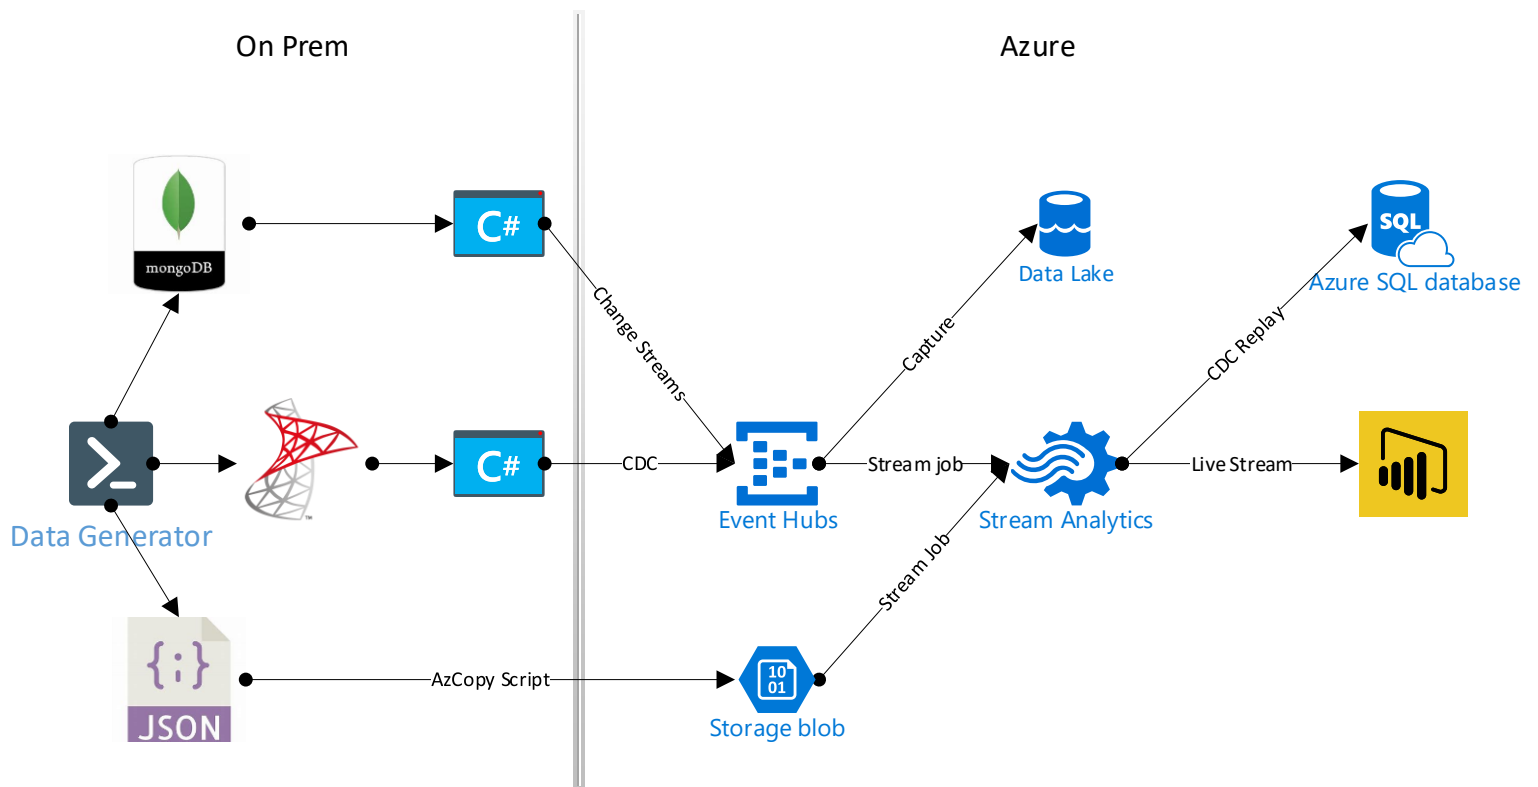 On Prem
Azure
mongoDB
C#
Change Streams
Data Lake
SQL
Azure SQL database
Capture
CDC Replay
Data Generator
™
C#
CDC
Event Hubs
Stream job
Stream Analytics
Live Stream
Stream Job
{;}
JSON
AzCopy Script
10
01
Storage blob